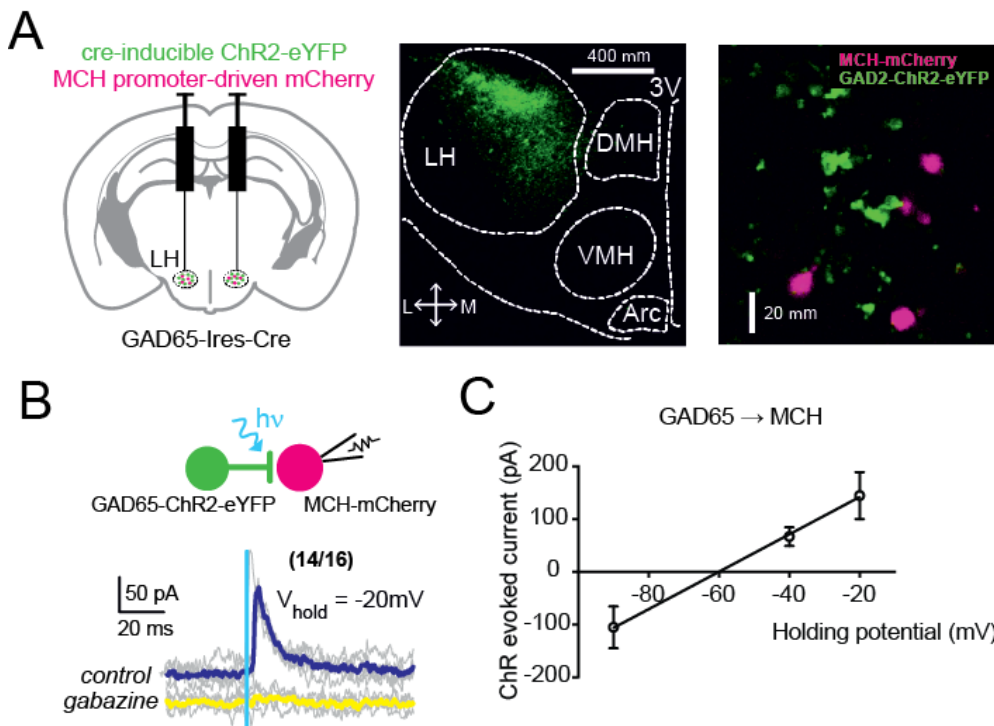 A
cre-inducible ChR2-eYFP
MCH promoter-driven mCherry
LH
GAD65-Ires-Cre
400 mm
3V
LH
DMH
VMH
L M
Arc
MCH-mCherry
GAD2-ChR2-eYFP
20 mm
B
hν
GAD65-ChR2-eYFP
MCH-mCherry
(14/16)
50 pA
Vhold = -20mV
20 ms
control
gabazine
C
GAD65 → MCH
ChR evoked current (pA)
200
100
0
-100
-200
-80
-60
-40
-20
Holding potential (mV)